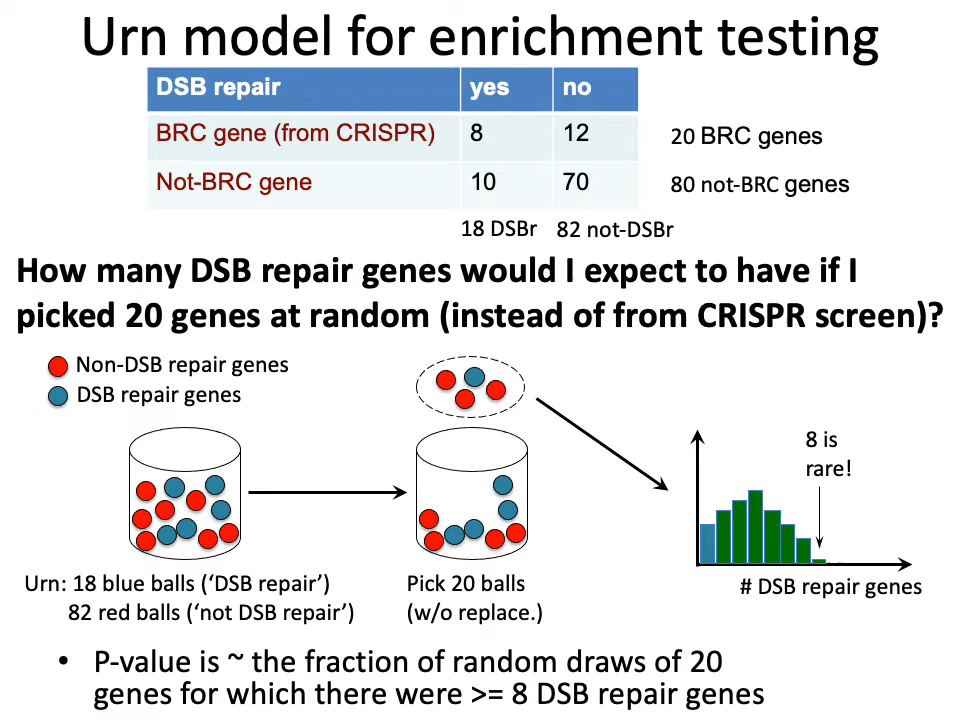 Urn model for enrichment testing
DSB repair yes no
BRC gene (from CRISPR) 8 12 20 BRC genes
Not-BRC gene 10 70 80 not-BRC genes
18 DSBr 82 not-DSBr
How many DSB repair genes would I expect to have if I
picked 20 genes at random (instead of from CRISPR screen)?
Non-DSB repair genes
DSB repair genes
8 is
rare!
# DSB repair genes
Urn: 18 blue balls (‘DSB repair’)
82 red balls (‘not DSB repair’)
Pick 20 balls
(w/o replace.)
• P-value is ~ the fraction of random draws of 20
genes for which there were >= 8 DSB repair genes